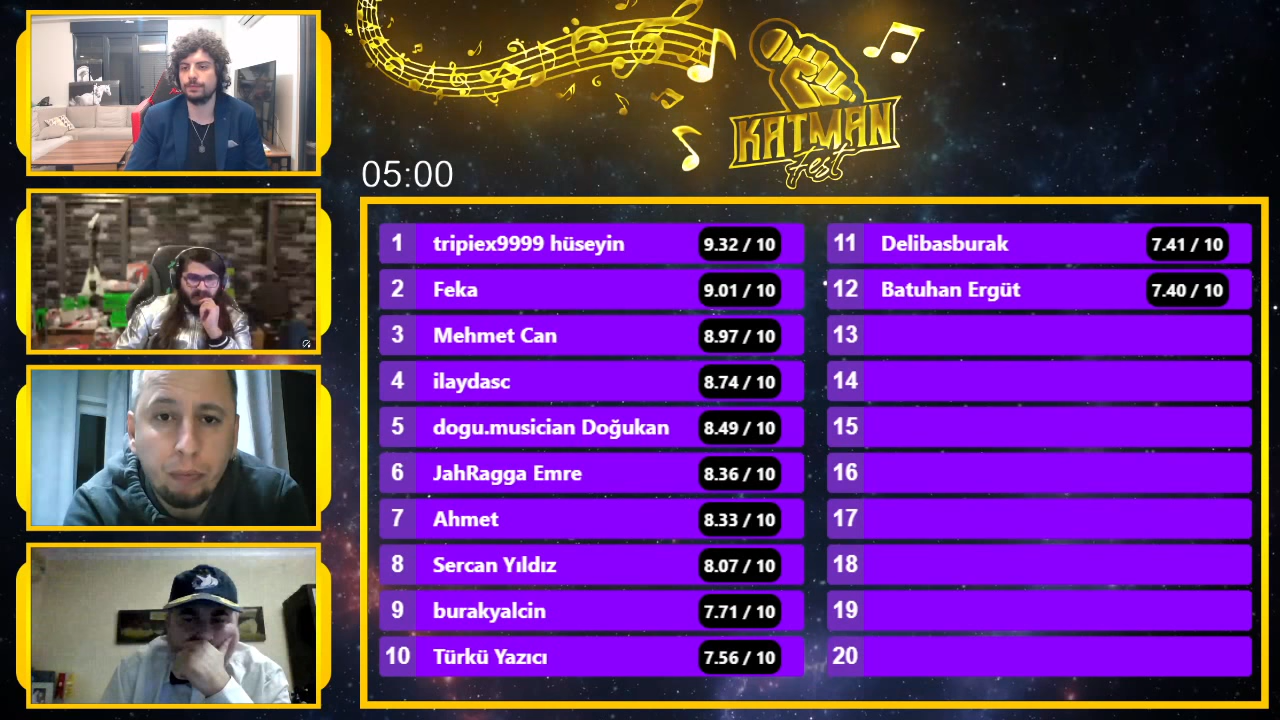 KATMAN
Fest
05:00
1 tripiex9999 hüseyin 9.32 / 10
2 Feka 9.01 / 10
3 Mehmet Can 8.97 / 10
4 ilaydasc 8.74 / 10
5 dogu.musician Doğukan 8.49 / 10
6 JahRagga Emre 8.36 / 10
7 Ahmet 8.33 / 10
8 Sercan Yıldız 8.07 / 10
9 burakyalcin 7.71 / 10
10 Türkü Yazıcı 7.56 / 10
11 Delibasburak 7.41 / 10
12 Batuhan Ergüt 7.40 / 10
13
14
15
16
17
18
19
20